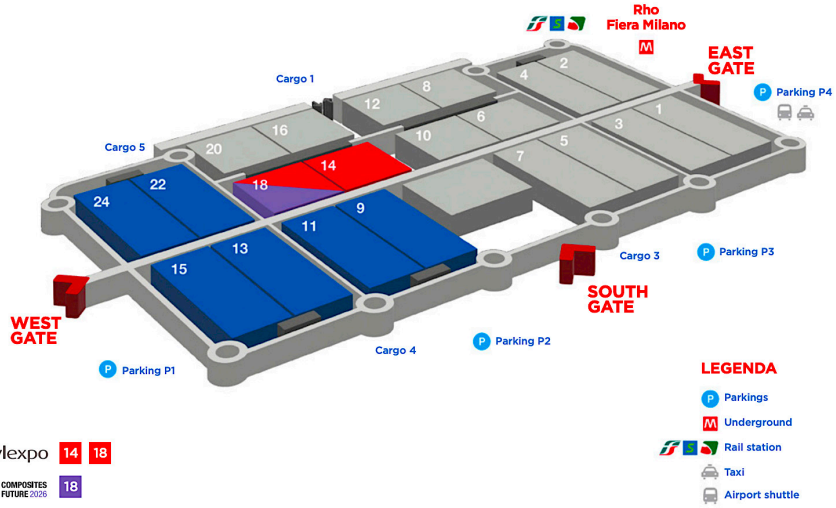 Rho
Fiera Milano
M
EAST
GATE
P Parking P4
Cargo 1
Cargo 5
2
4
8
12
1
3
6
10
5
7
16
20
14
18
22
24
9
11
13
15
WEST
GATE
SOUTH
GATE
Cargo 3
P Parking P3
Cargo 4
P Parking P2
P Parking P1
LEGENDA
P Parkings
M Underground
S Rail station
Taxi
Airport shuttle
lexpo 14 18
COMPOSITES
FUTURE 2026
18